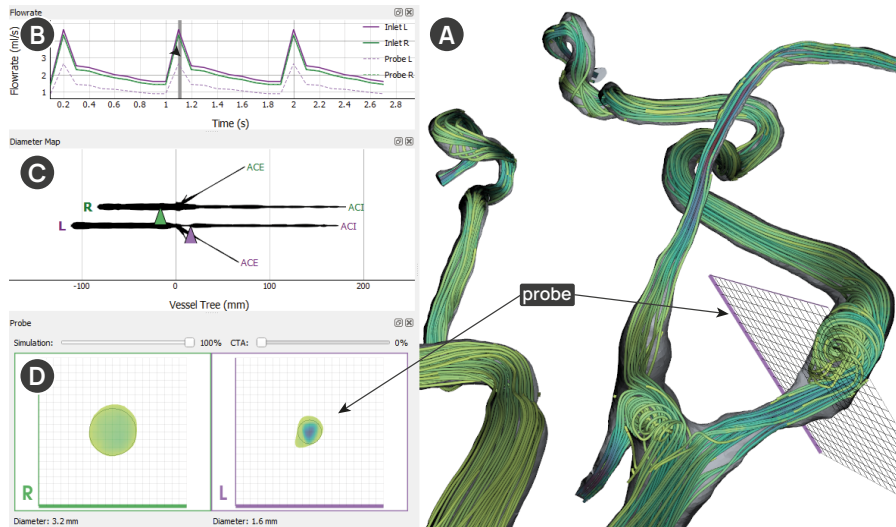 Flowrate
B
A
Flowrate (ml/s)
3
2
1
0.2 0.4 0.6 0.8 1 1.2 1.4 1.6 1.8 2 2.2 2.4 2.6 2.8
Time (s)
Inlet L
Inlet R
Probe L
Probe R
Diameter Map
C
ACE
R
ACI
L
ACI
ACE
-100 0 100 200
Vessel Tree (mm)
probe
Probe
Simulation: 100% CTA: 0%
D
R
L
Diameter: 3.2 mm
Diameter: 1.6 mm